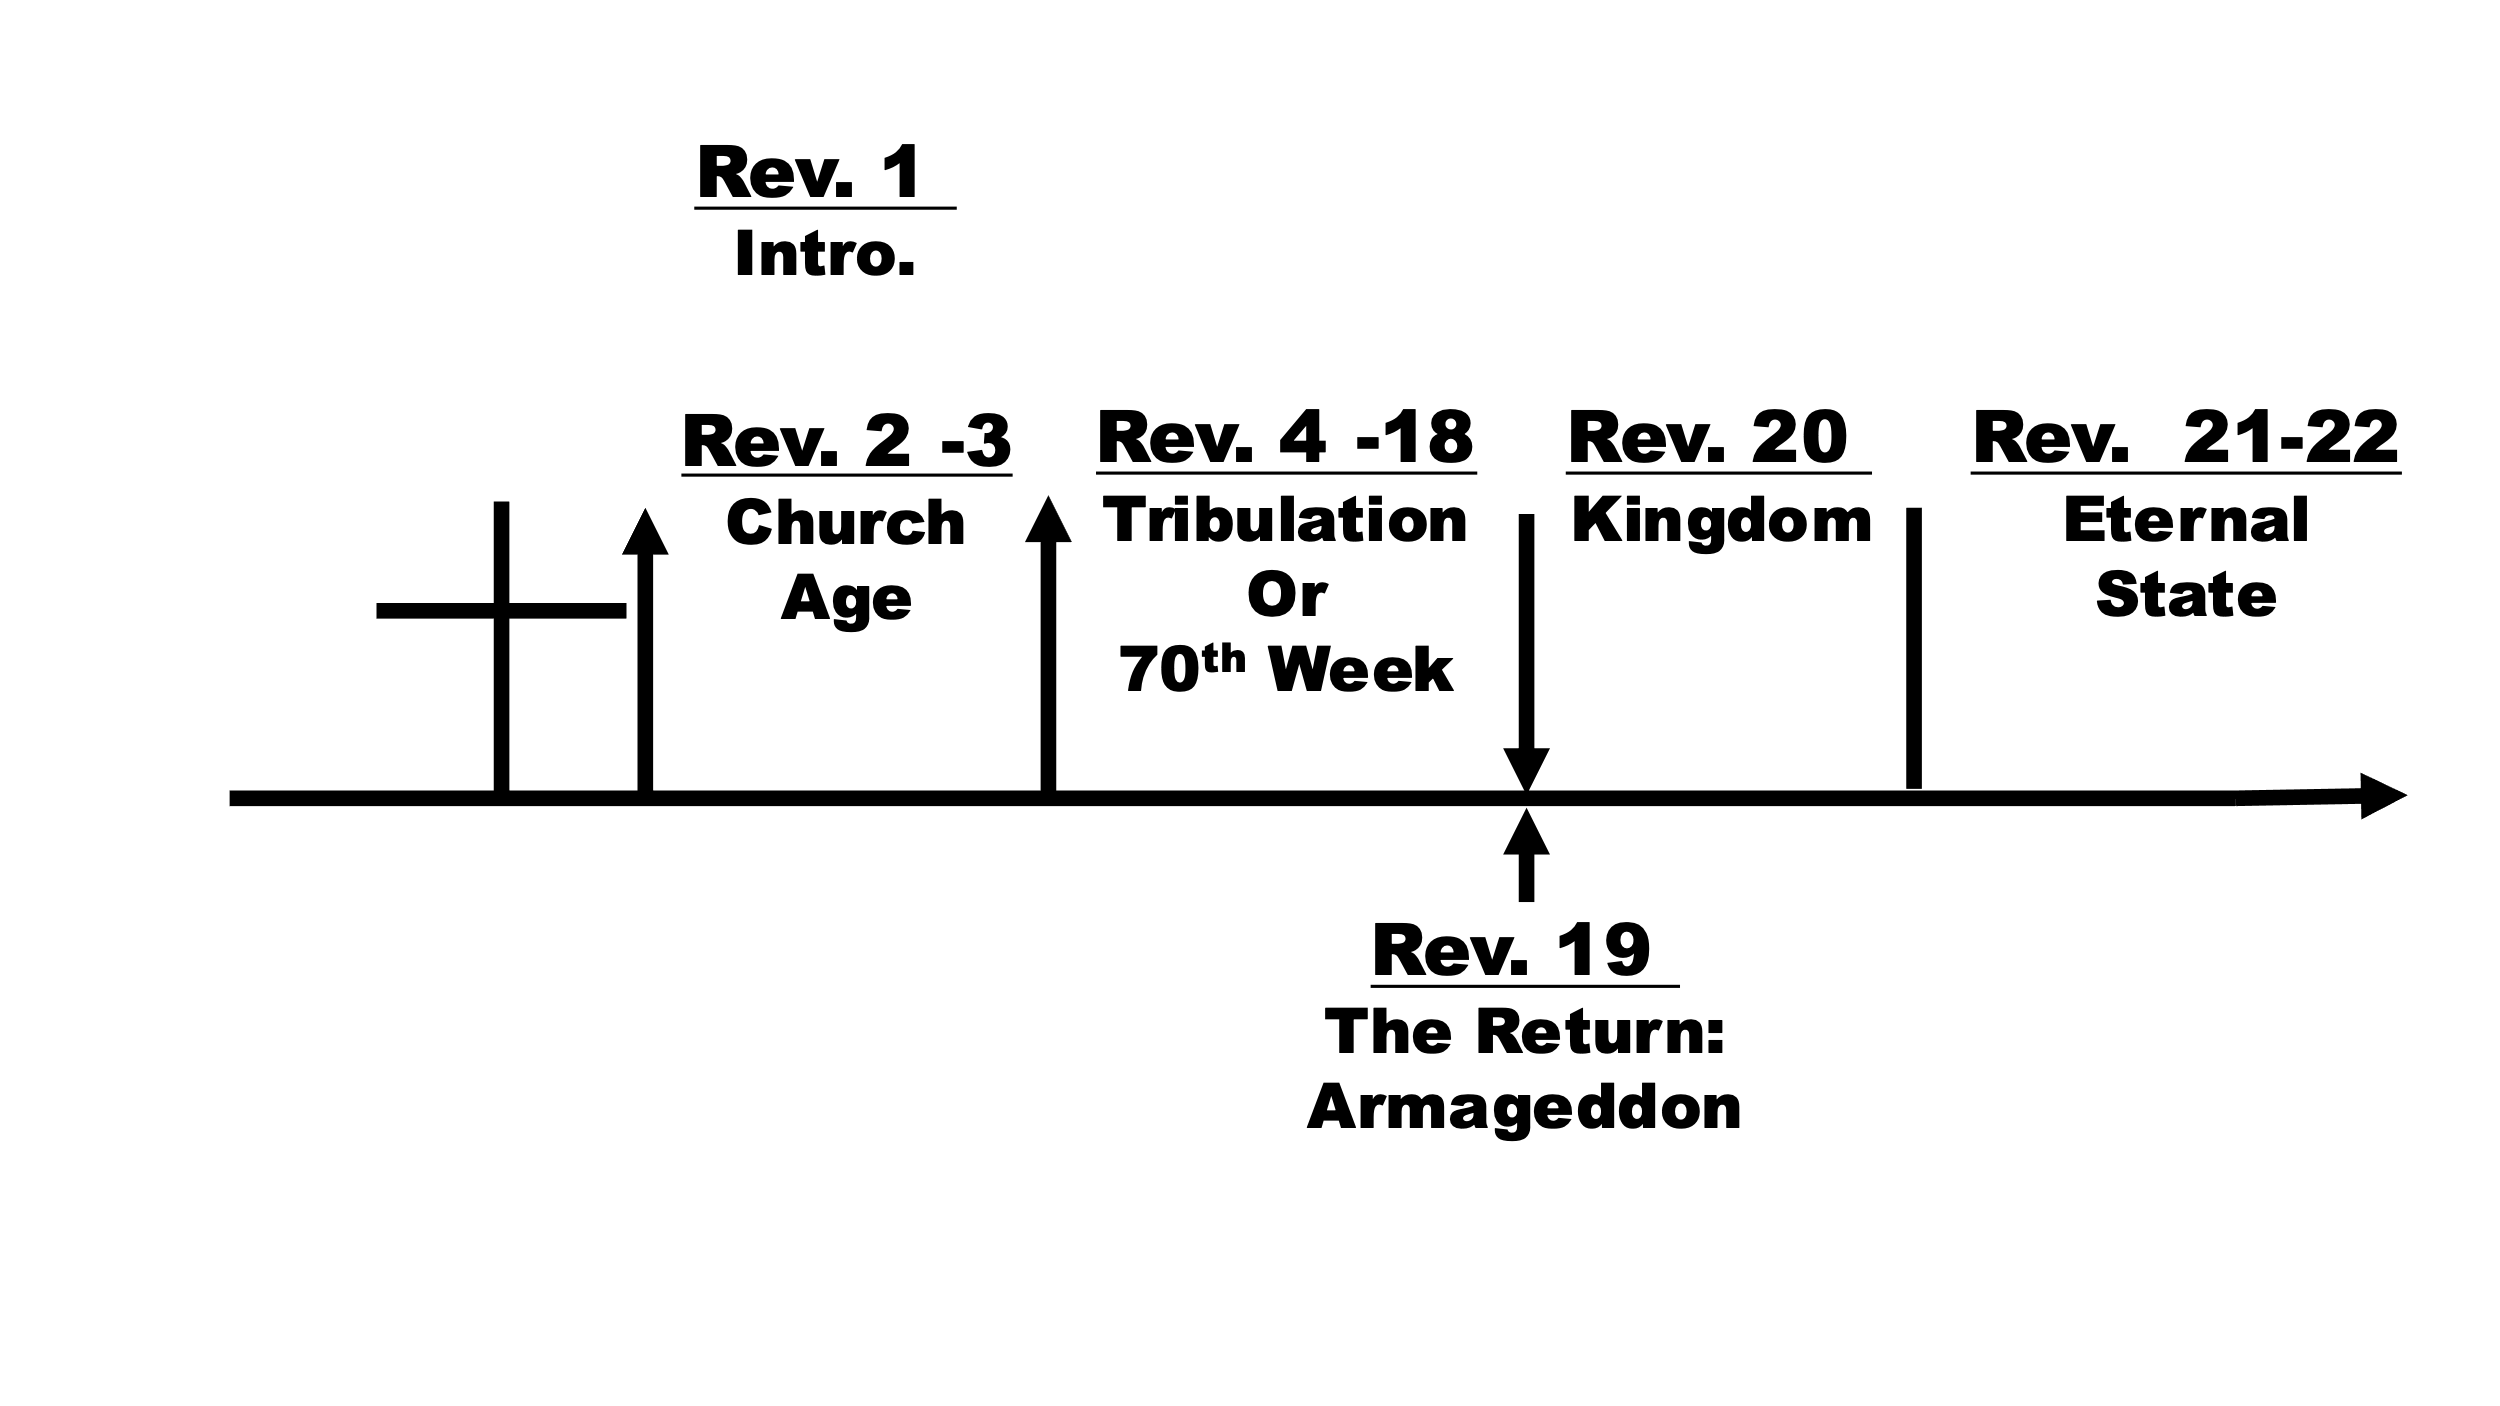 Rev. 1
Intro.
Rev. 2 -3
Church
Age
Rev. 4 -18
Tribulation
Or
70th Week
Rev. 20
Kingdom
Rev. 21-22
Eternal
State
Rev. 19
The Return:
Armageddon